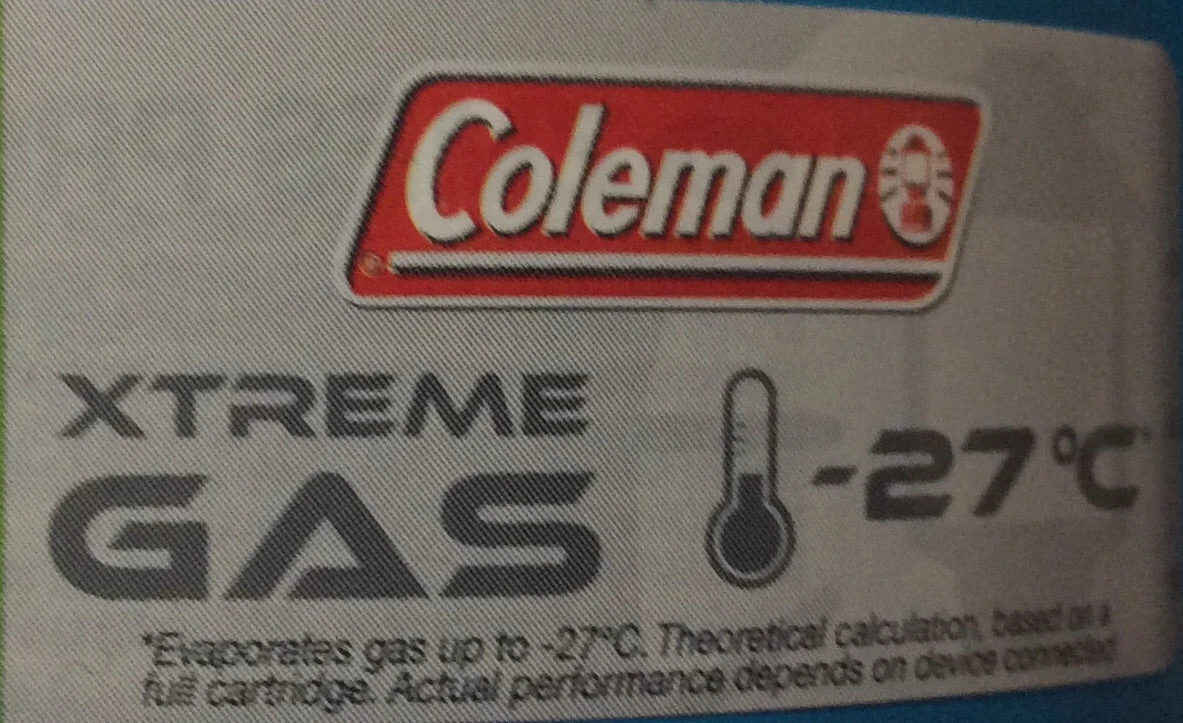 Coleman
XTREME
GAS
-27°C*
*Evaporates gas up to -27°C. Theoretical calculation, based on a
full cartridge. Actual performance depends on device connected